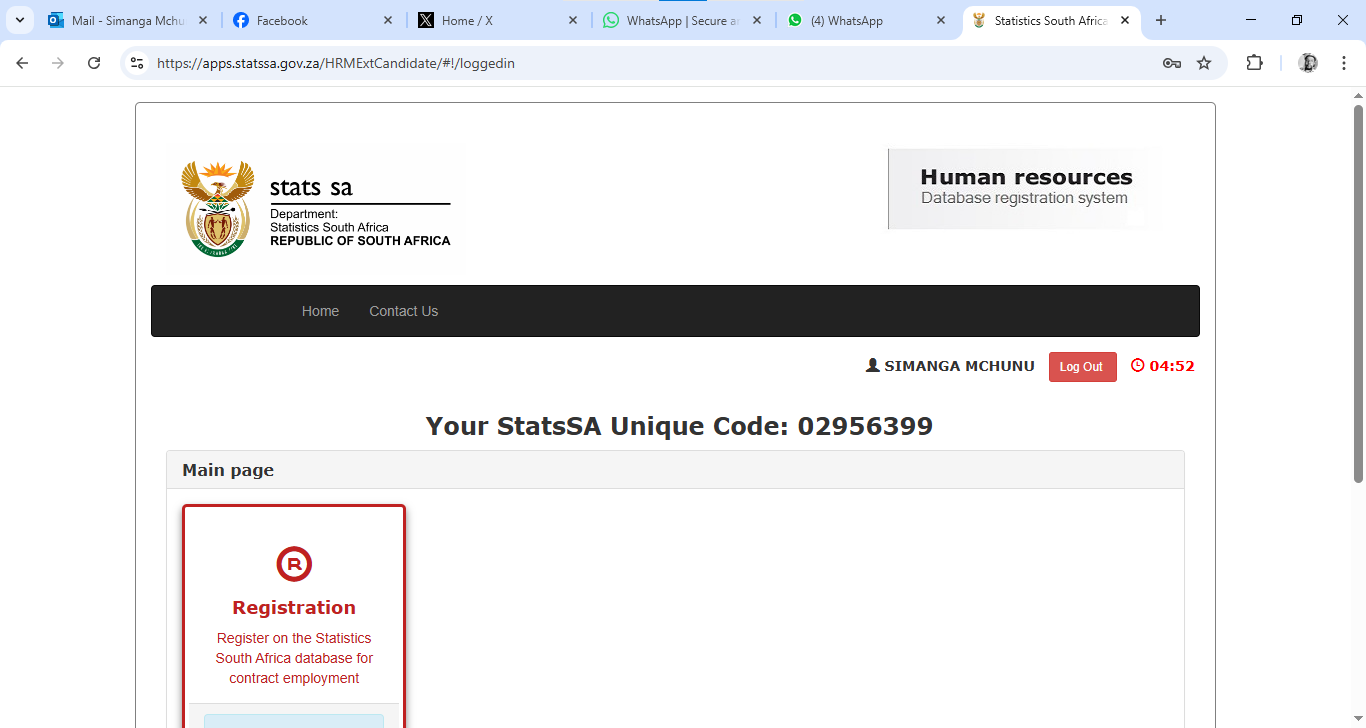 Mail - Simanga Mchu
Facebook
Home / X
WhatsApp | Secure a
(4) WhatsApp
Statistics South Africa
https://apps.statssa.gov.za/HRMExtCandidate/#!/loggedin
stats sa
Department:
Statistics South Africa
REPUBLIC OF SOUTH AFRICA
Human resources
Database registration system
Home
Contact Us
SIMANGA MCHUNU
Log Out
04:52
Your StatsSA Unique Code: 02956399
Main page
R
Registration
Register on the Statistics
South Africa database for
contract employment